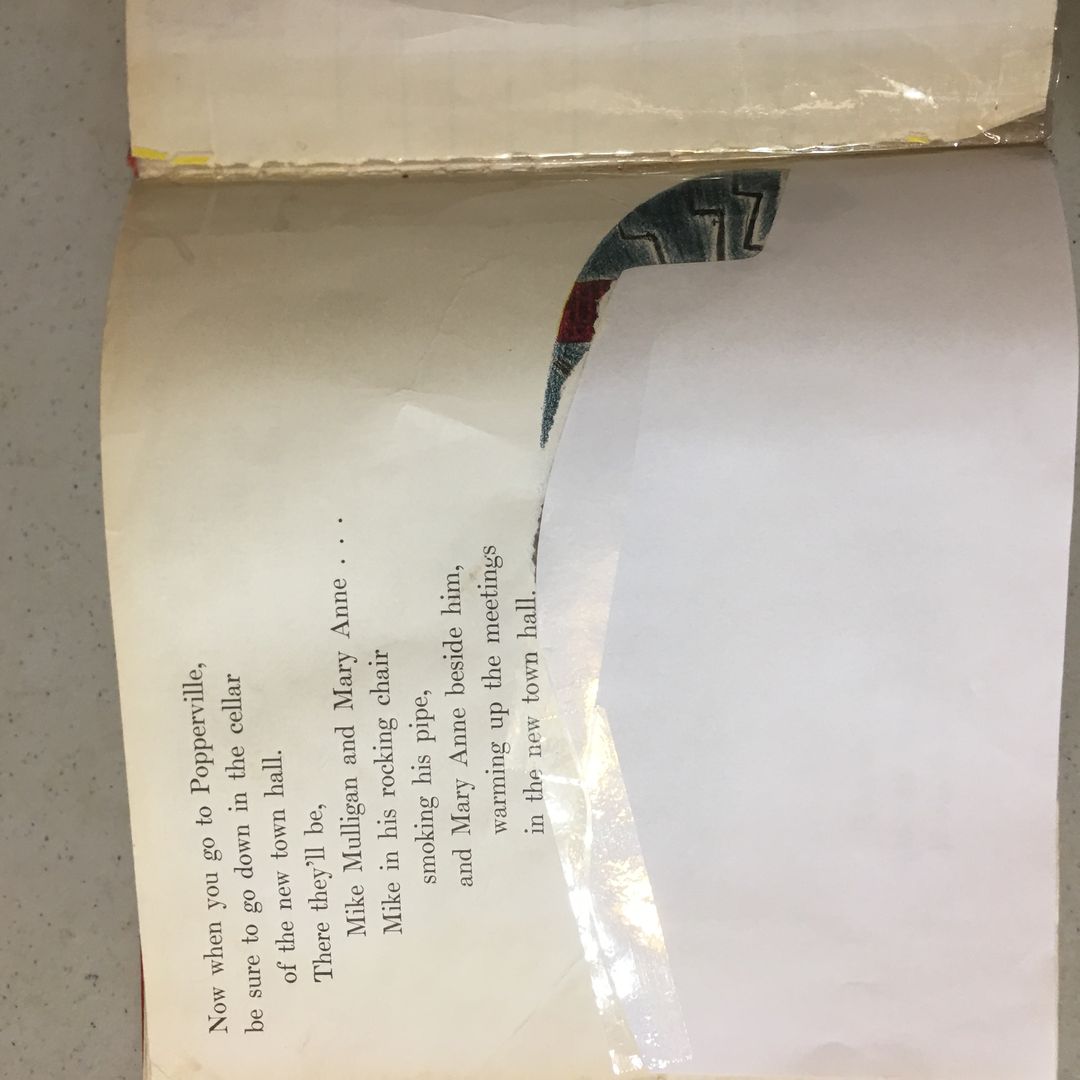 Now when you go to Popperville,
be sure to go down in the cellar
of the new town hall.
There they'll be,
Mike Mulligan and Mary Anne . . .
Mike in his rocking chair
smoking his pipe,
and Mary Anne beside him,
warming up the meetings
in the new town hall.